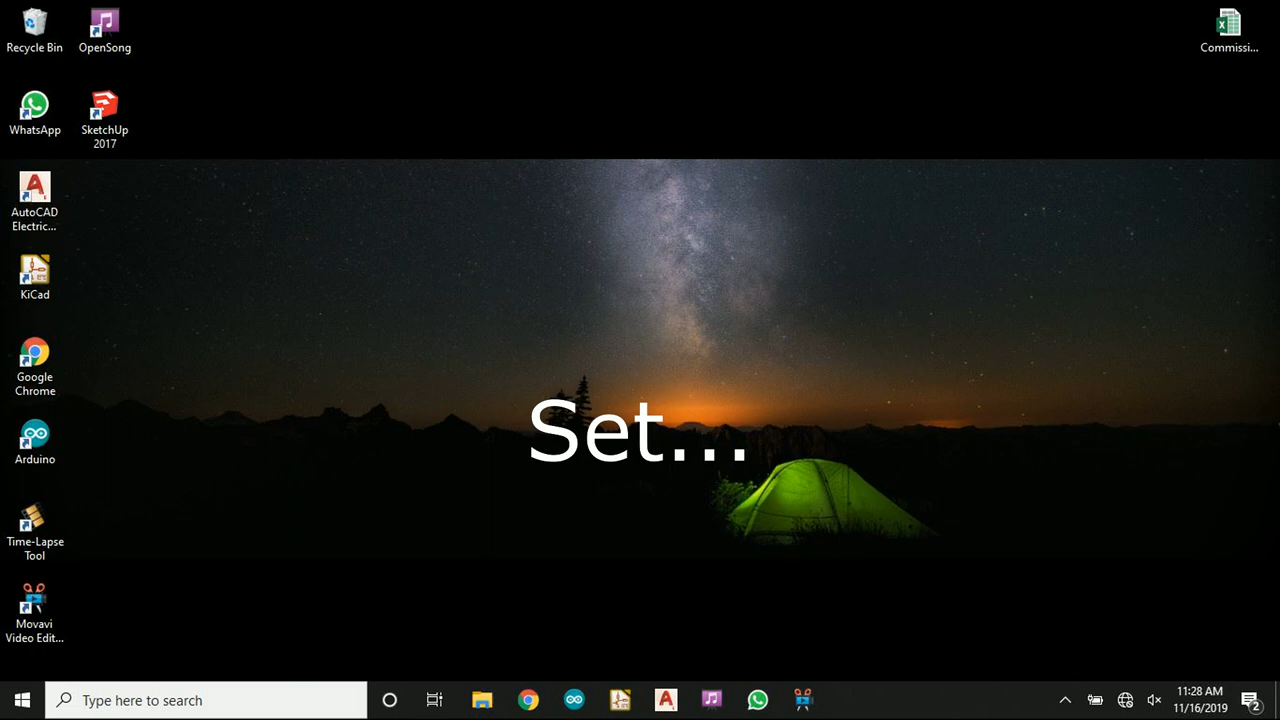 Recycle Bin
OpenSong
Commissi...
WhatsApp
SketchUp
2017
AutoCAD
Electric...
KiCad
Google
Chrome
Arduino
Set...
Time-Lapse
Tool
Movavi
Video Edit...
Type here to search
11:28 AM
11/16/2019
2